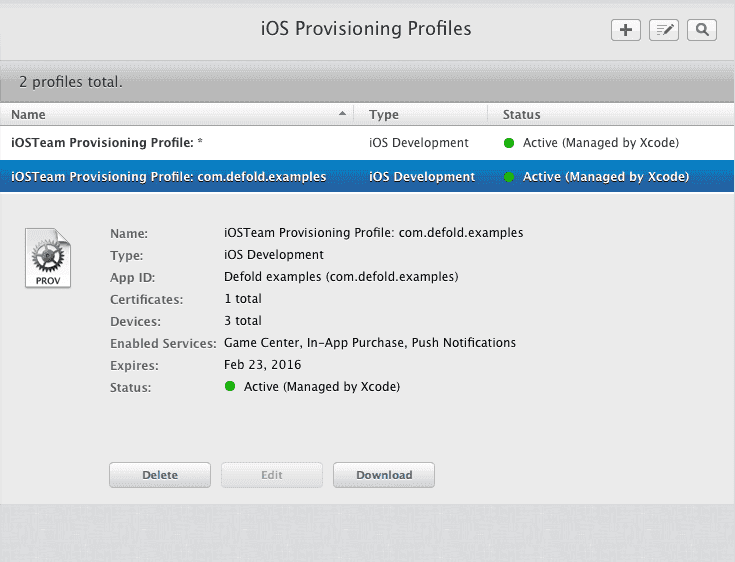 iOS Provisioning Profiles
2 profiles total.
Name Type Status
iOSTeam Provisioning Profile: * iOS Development Active (Managed by Xcode)
iOSTeam Provisioning Profile: com.defold.examples iOS Development Active (Managed by Xcode)
PROV
Name: iOSTeam Provisioning Profile: com.defold.examples
Type: iOS Development
App ID: Defold examples (com.defold.examples)
Certificates: 1 total
Devices: 3 total
Enabled Services: Game Center, In-App Purchase, Push Notifications
Expires: Feb 23, 2016
Status: Active (Managed by Xcode)
Delete Edit Download